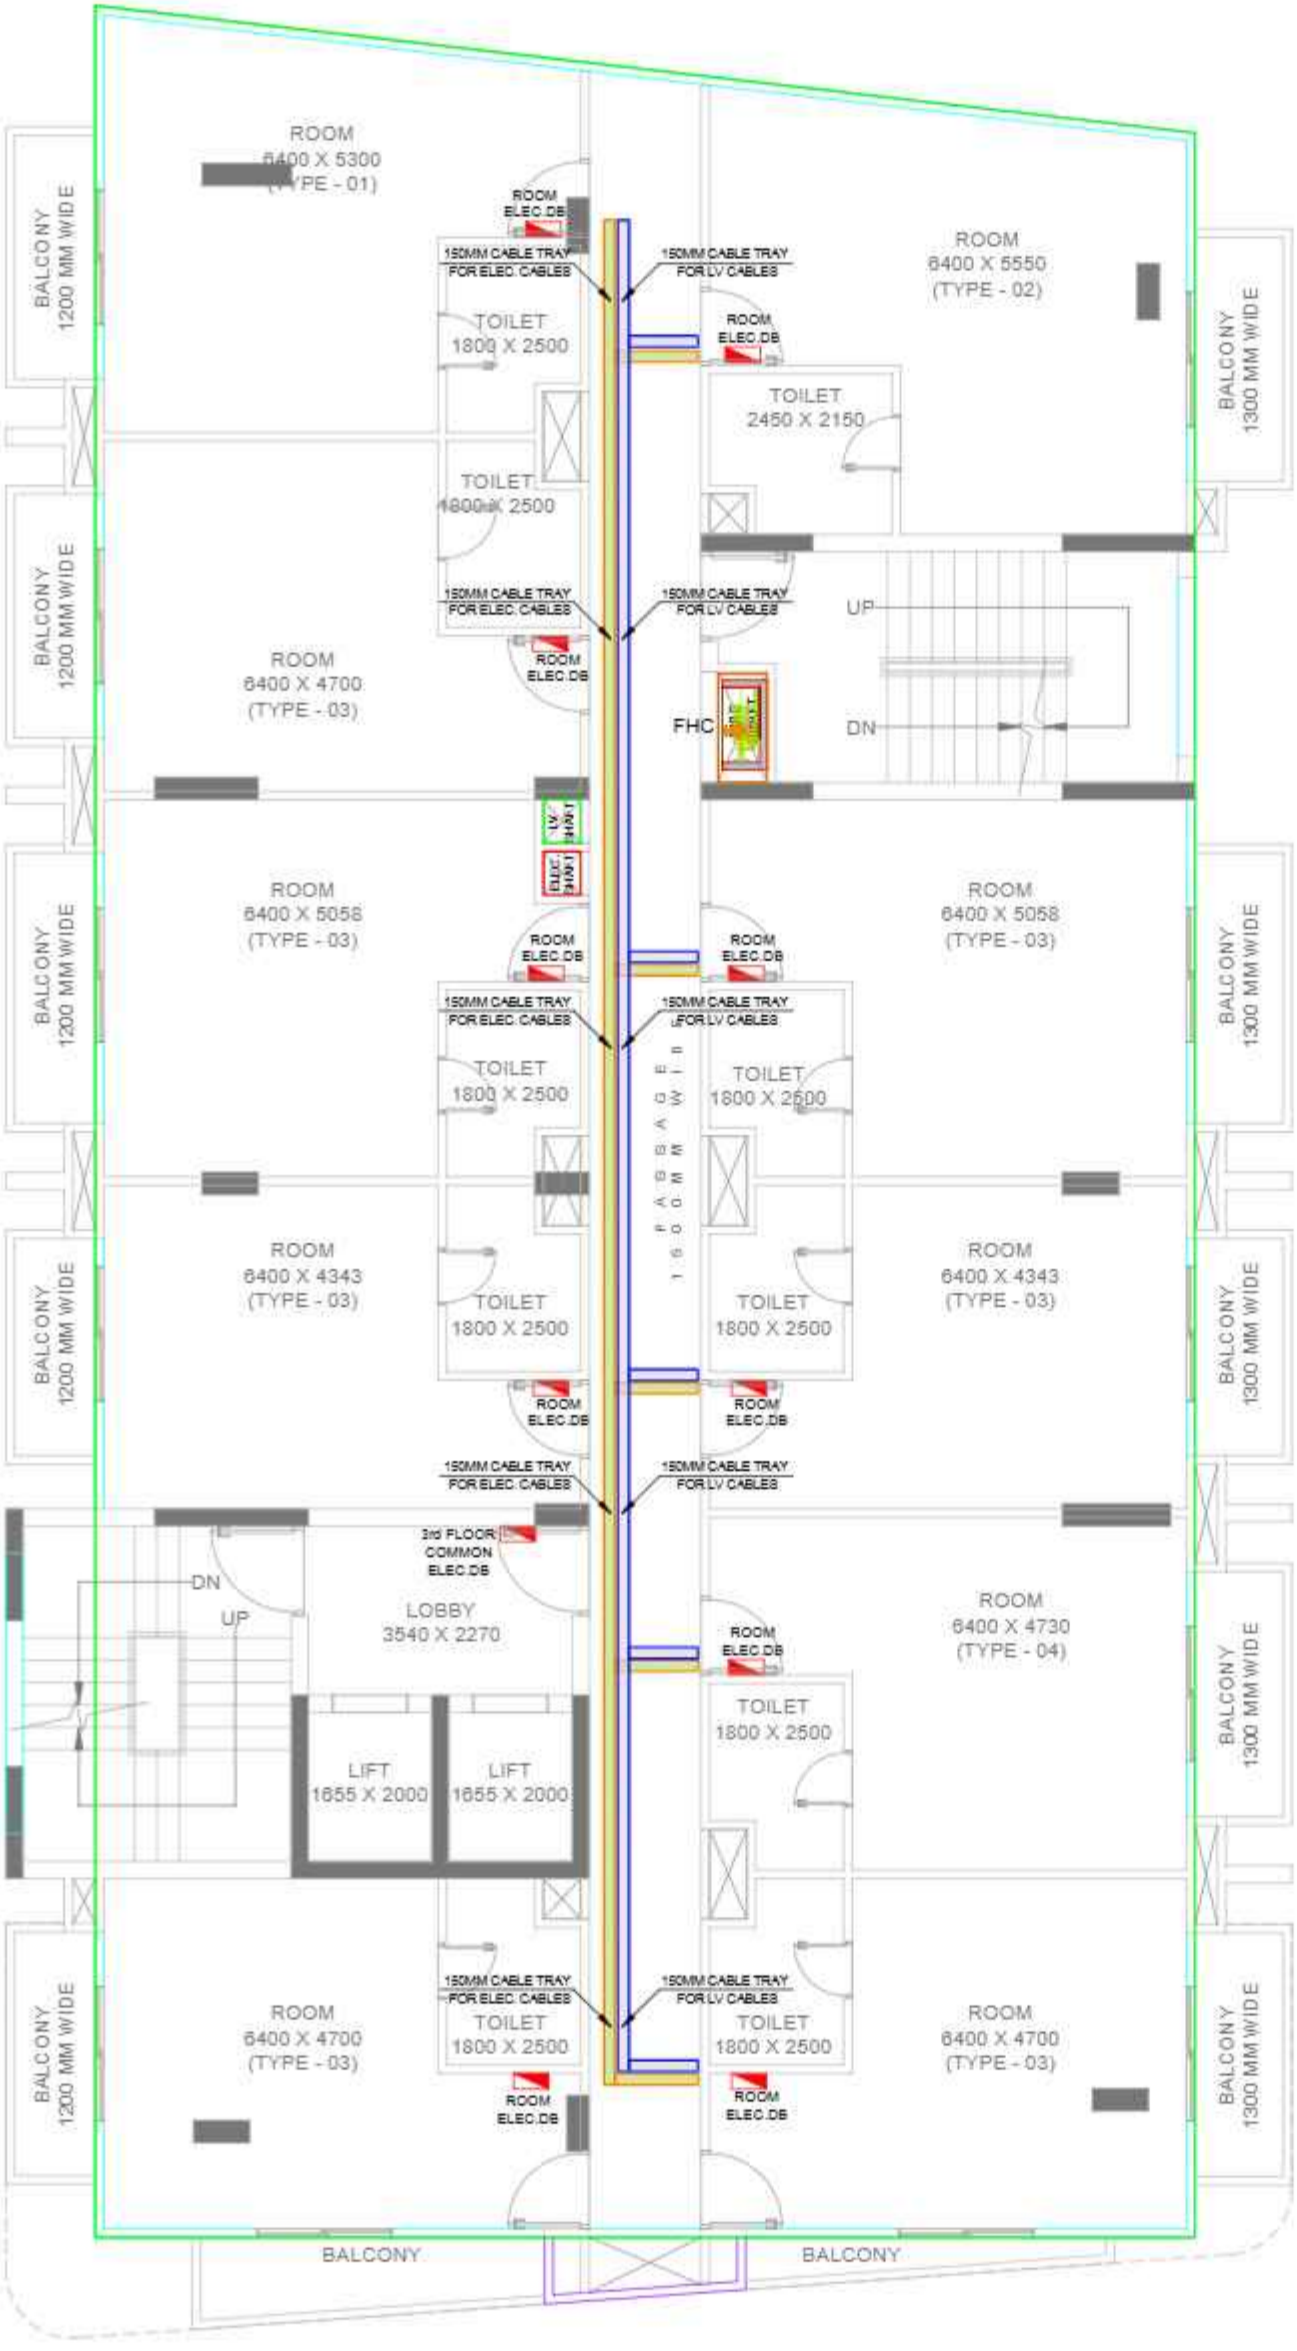 ROOM
6400 X 5300
(TYPE - 01)
BALCONY
1200 MM WIDE
ROOM
ELEC.DB
150MM CABLE TRAY
FOR ELEC. CABLES
150MM CABLE TRAY
FOR LV CABLES
ROOM
6400 X 5550
(TYPE - 02)
BALCONY
1300 MM WIDE
TOILET
1800 X 2500
ROOM
ELEC.DB
TOILET
2450 X 2150
TOILET
1800 X 2500
BALCONY
1200 MM WIDE
150MM CABLE TRAY
FOR ELEC. CABLES
150MM CABLE TRAY
FOR LV CABLES
UP
ROOM
6400 X 4700
(TYPE - 03)
ROOM
ELEC.DB
FHC
DN
LV
SHAFT
ELEC.
SHAFT
ROOM
6400 X 5058
(TYPE - 03)
BALCONY
1200 MM WIDE
ROOM
ELEC.DB
ROOM
ELEC.DB
ROOM
6400 X 5058
(TYPE - 03)
BALCONY
1300 MM WIDE
150MM CABLE TRAY
FOR ELEC. CABLES
150MM CABLE TRAY
FOR LV CABLES
TOILET
1800 X 2500
TOILET
1800 X 2500
PASSAGE
1500MM WIDE
ROOM
6400 X 4343
(TYPE - 03)
BALCONY
1200 MM WIDE
TOILET
1800 X 2500
TOILET
1800 X 2500
ROOM
6400 X 4343
(TYPE - 03)
BALCONY
1300 MM WIDE
ROOM
ELEC.DB
ROOM
ELEC.DB
150MM CABLE TRAY
FOR ELEC. CABLES
150MM CABLE TRAY
FOR LV CABLES
3rd FLOOR
COMMON
ELEC.DB
DN
UP
LOBBY
3540 X 2270
ROOM
ELEC.DB
ROOM
6400 X 4730
(TYPE - 04)
BALCONY
1300 MM WIDE
TOILET
1800 X 2500
LIFT
1655 X 2000
LIFT
1655 X 2000
150MM CABLE TRAY
FOR ELEC. CABLES
150MM CABLE TRAY
FOR LV CABLES
BALCONY
1200 MM WIDE
ROOM
6400 X 4700
(TYPE - 03)
TOILET
1800 X 2500
TOILET
1800 X 2500
ROOM
6400 X 4700
(TYPE - 03)
BALCONY
1300 MM WIDE
ROOM
ELEC.DB
ROOM
ELEC.DB
BALCONY
BALCONY